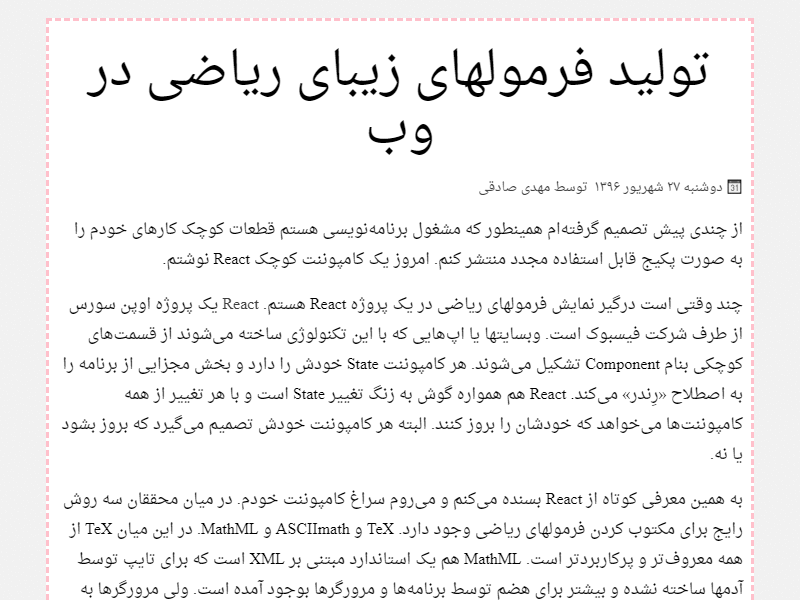 تولید فرمولهای زیبای ریاضی در
وب
31 دوشنبه ۲۷ شهریور ۱۳۹۶ توسط مهدی صادقی
از چندی پیش تصمیم گرفته‌ام همینطور که مشغول برنامه‌نویسی هستم قطعات کوچک کارهای خودم را
به صورت پکیج قابل استفاده مجدد منتشر کنم. امروز یک کامپوننت کوچک React نوشتم.
چند وقتی است درگیر نمایش فرمولهای ریاضی در یک پروژه React هستم. React یک پروژه اوپن سورس
از طرف شرکت فیسبوک است. وبسایتها یا اپ‌هایی که با این تکنولوژی ساخته می‌شوند از قسمت‌های
کوچکی بنام Component تشکیل می‌شوند. هر کامپوننت State خودش را دارد و بخش مجزایی از برنامه را
به اصطلاح «رِندر» می‌کند. React هم همواره گوش به زنگ تغییر State است و با هر تغییر از همه
کامپوننت‌ها می‌خواهد که خودشان را بروز کنند. البته هر کامپوننت خودش تصمیم می‌گیرد که بروز بشود
یا نه.
به همین معرفی کوتاه از React بسنده می‌کنم و می‌روم سراغ کامپوننت خودم. در میان محققان سه روش
رایج برای مکتوب کردن فرمولهای ریاضی وجود دارد. TeX و ASCIImath و MathML. در این میان TeX از
همه معروف‌تر و پرکاربردتر است. MathML هم یک استاندارد مبتنی بر XML است که برای تایپ توسط
آدمها ساخته نشده و بیشتر برای هضم توسط برنامه‌ها و مرورگرها بوجود آمده است. ولی مرورگرها به